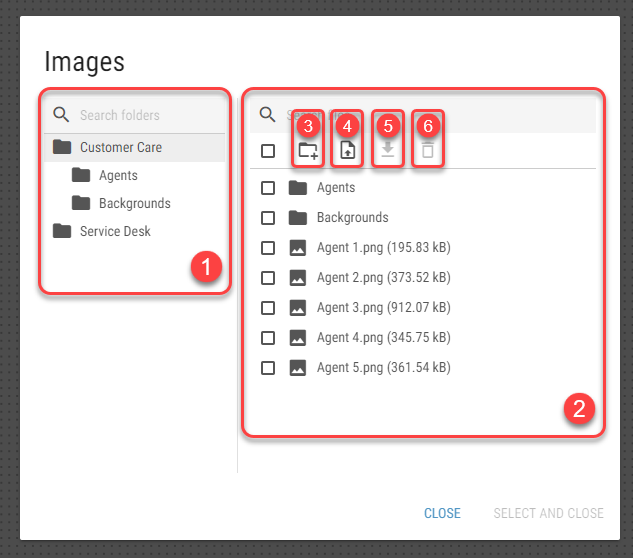 Images
Search folders
Customer Care
Agents
Backgrounds
Service Desk
1
3
4
5
6
Agents
Backgrounds
Agent 1.png (195.83 kB)
Agent 2.png (373.52 kB)
Agent 3.png (912.07 kB)
Agent 4.png (345.75 kB)
Agent 5.png (361.54 kB)
2
CLOSE
SELECT AND CLOSE